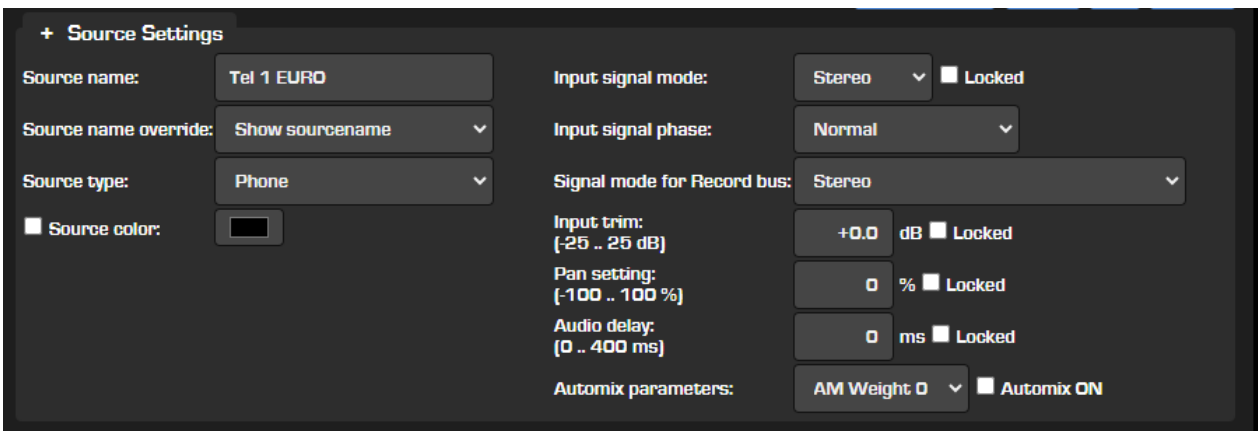 + Source Settings
Source name: Tel 1 EURO
Source name override: Show sourcename
Source type: Phone
Source color:
Input signal mode: Stereo Locked
Input signal phase: Normal
Signal mode for Record bus: Stereo
Input trim:
(-25 .. 25 dB) +0.0 dB Locked
Pan setting:
(-100 .. 100 %) 0 % Locked
Audio delay:
(0 .. 400 ms) 0 ms Locked
Automix parameters: AM Weight 0 Automix ON